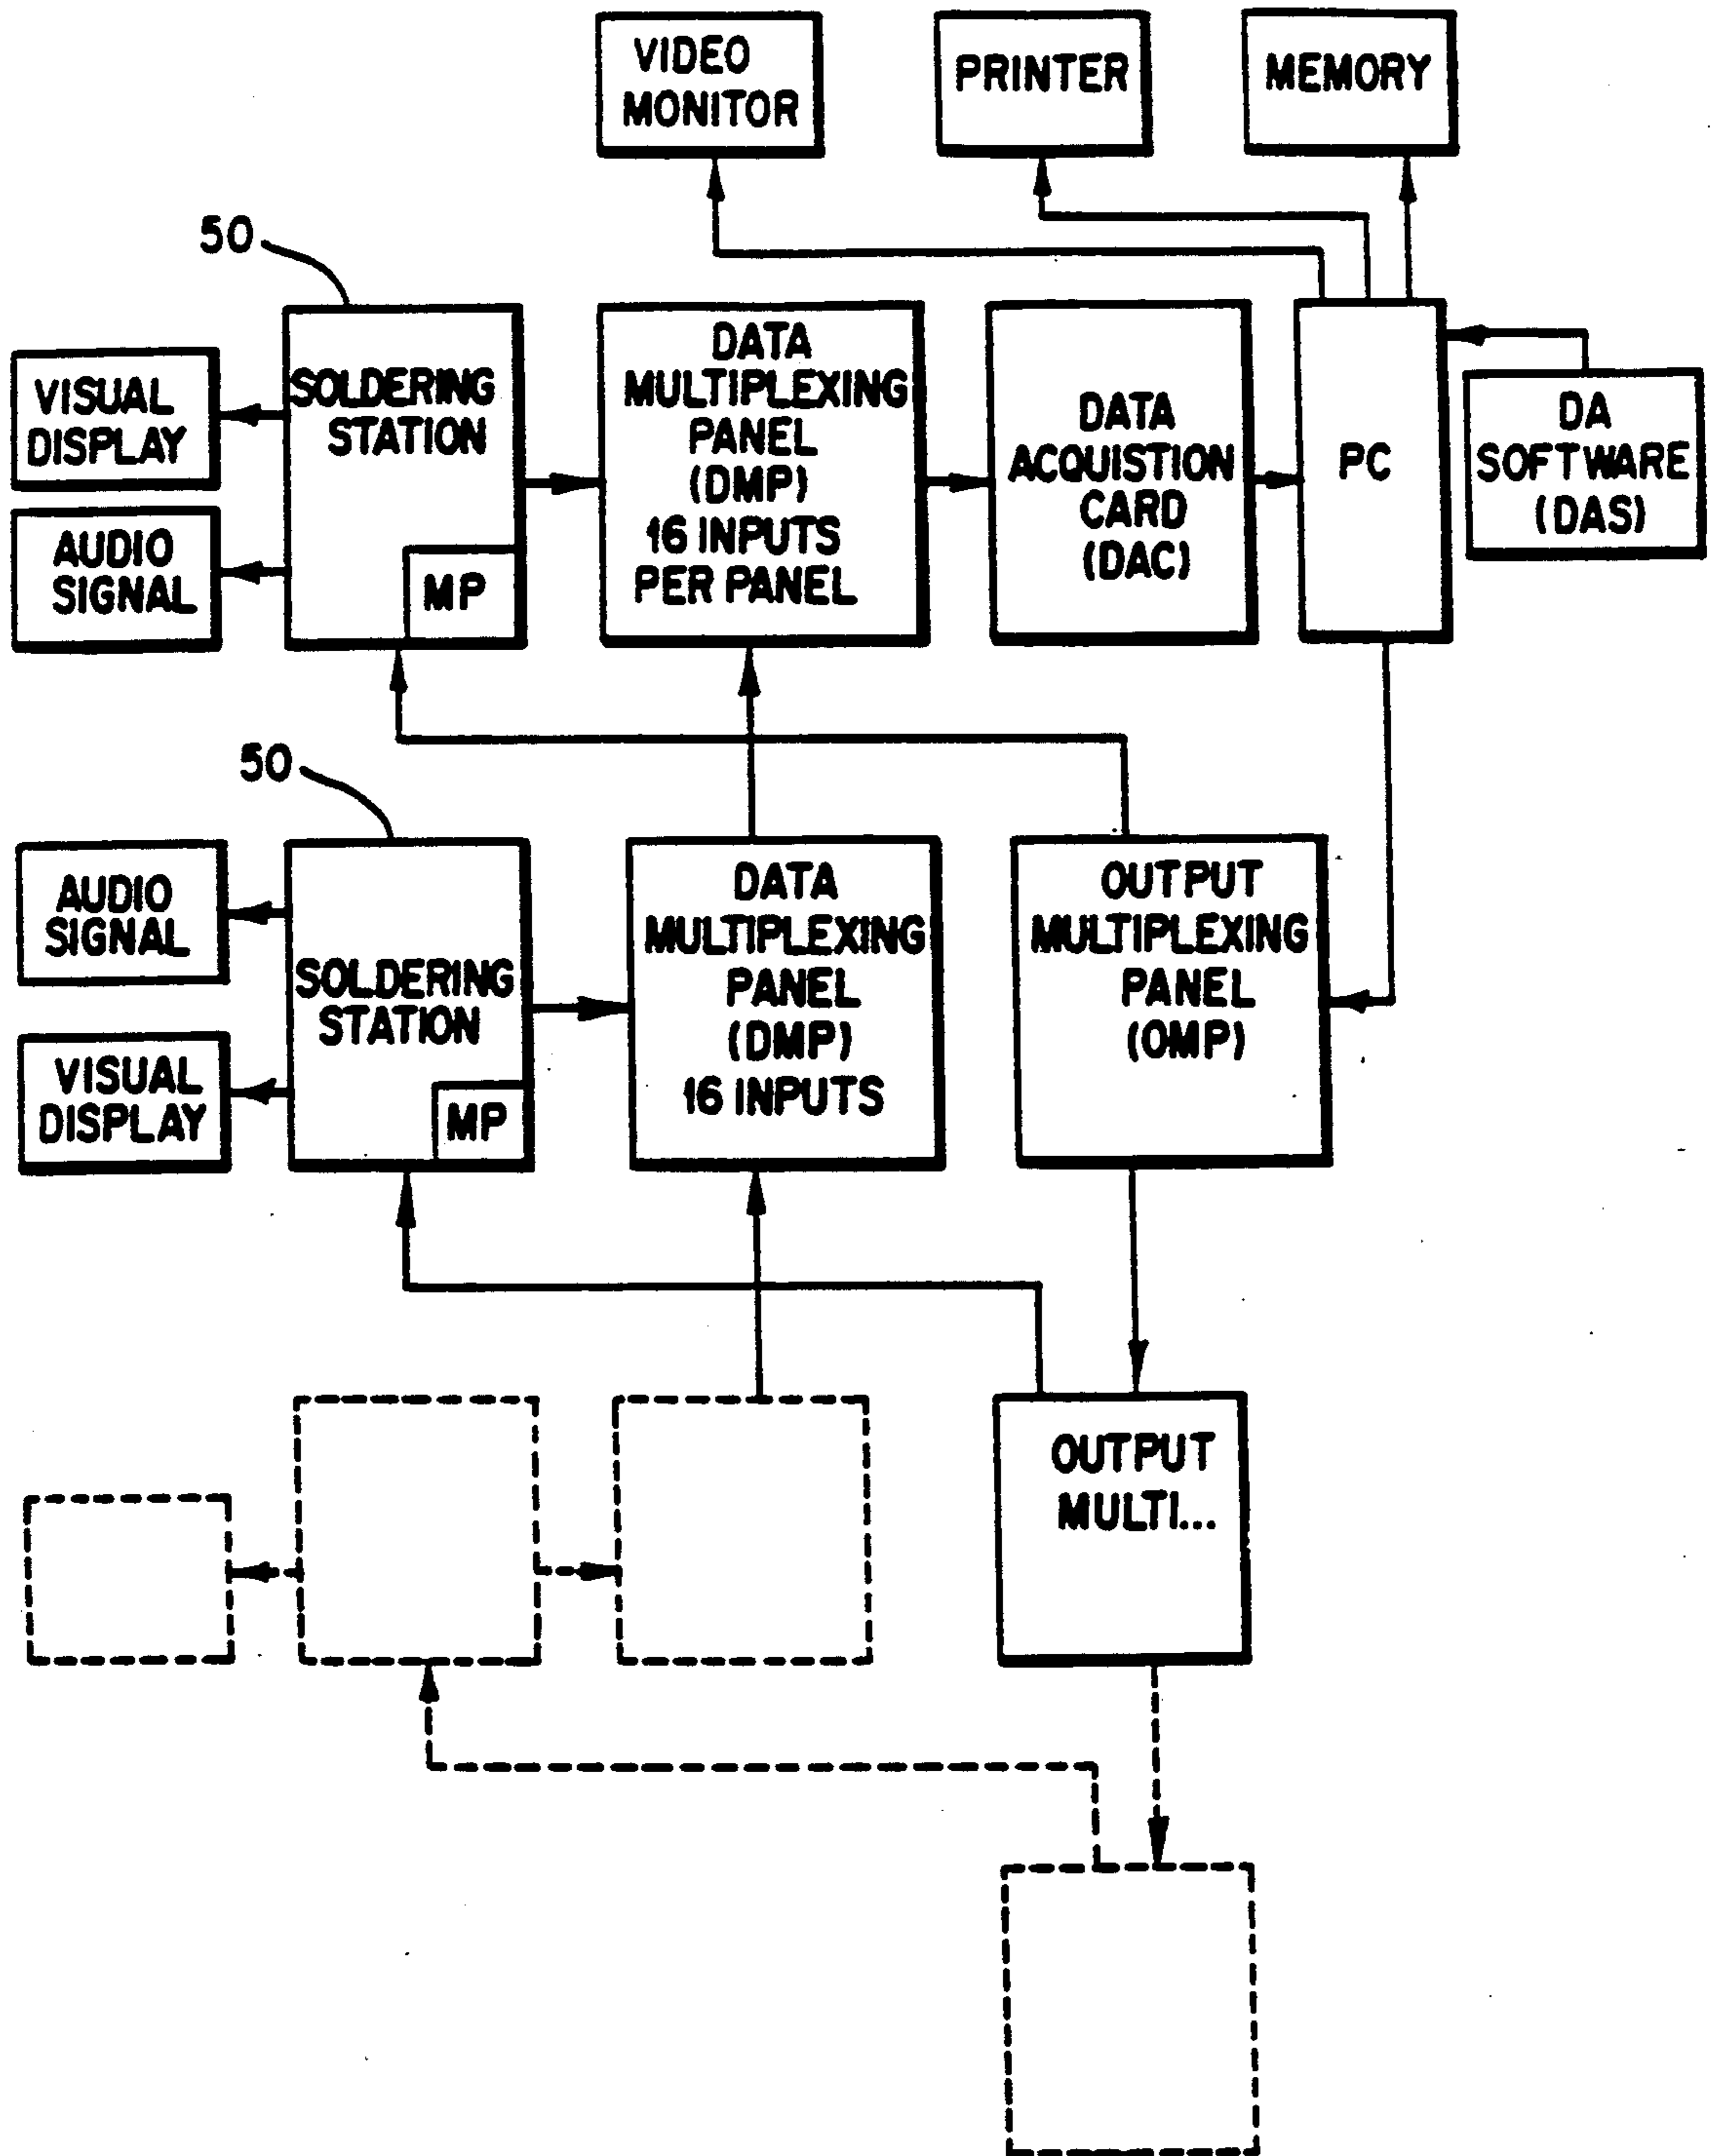 VIDEO
MONITOR
PRINTER
MEMORY
50
VISUAL
DISPLAY
AUDIO
SIGNAL
SOLDERING
STATION
MP
DATA
MULTIPLEXING
PANEL
(DMP)
16 INPUTS
PER PANEL
DATA
ACQUISTION
CARD
(DAC)
PC
DA
SOFTWARE
(DAS)
50
AUDIO
SIGNAL
VISUAL
DISPLAY
SOLDERING
STATION
MP
DATA
MULTIPLEXING
PANEL
(DMP)
16 INPUTS
OUTPUT
MULTIPLEXING
PANEL
(OMP)
OUTPUT
MULTI...